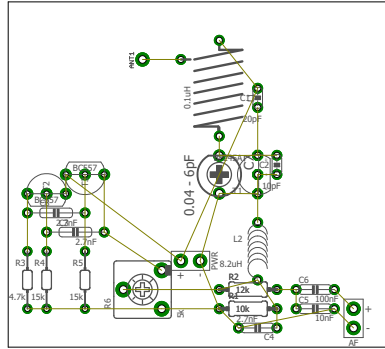 ANT1
0.1uH
C1
20pF
BC557
BC557
0.04 - 6pF
C2
10pF
2.7nF
2.7nF
L2
8.2uH
PWR
+
-
R3
R4
R5
4.7k
15k
15k
R6
5k
R2
12k
R1
10k
2.7nF
C4
C6
100nF
C5
10nF
+
-
AF